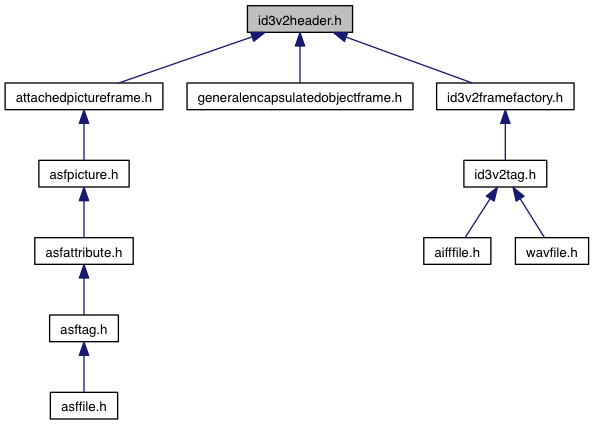 id3v2header.h
attachedpictureframe.h
generalencapsulatedobjectframe.h
id3v2framefactory.h
asfpicture.h
id3v2tag.h
asfattribute.h
aifffile.h
wavfile.h
asftag.h
asffile.h